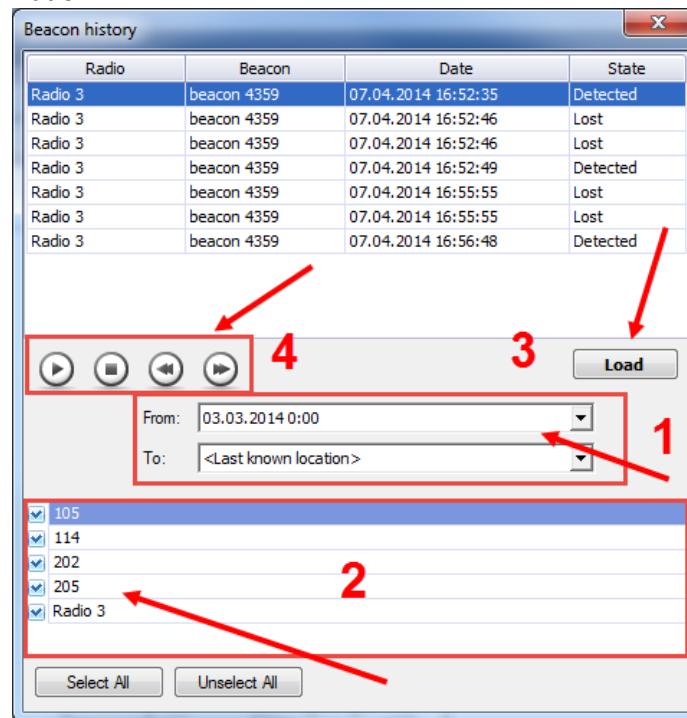 Beacon history
Radio Beacon Date State
Radio 3 beacon 4359 07.04.2014 16:52:35 Detected
Radio 3 beacon 4359 07.04.2014 16:52:46 Lost
Radio 3 beacon 4359 07.04.2014 16:52:46 Lost
Radio 3 beacon 4359 07.04.2014 16:52:49 Detected
Radio 3 beacon 4359 07.04.2014 16:55:55 Lost
Radio 3 beacon 4359 07.04.2014 16:55:55 Lost
Radio 3 beacon 4359 07.04.2014 16:56:48 Detected
4 3 Load
From: 03.03.2014 0:00
1
To: <Last known location>
105
114
202
2
205
Radio 3
Select All Unselect All